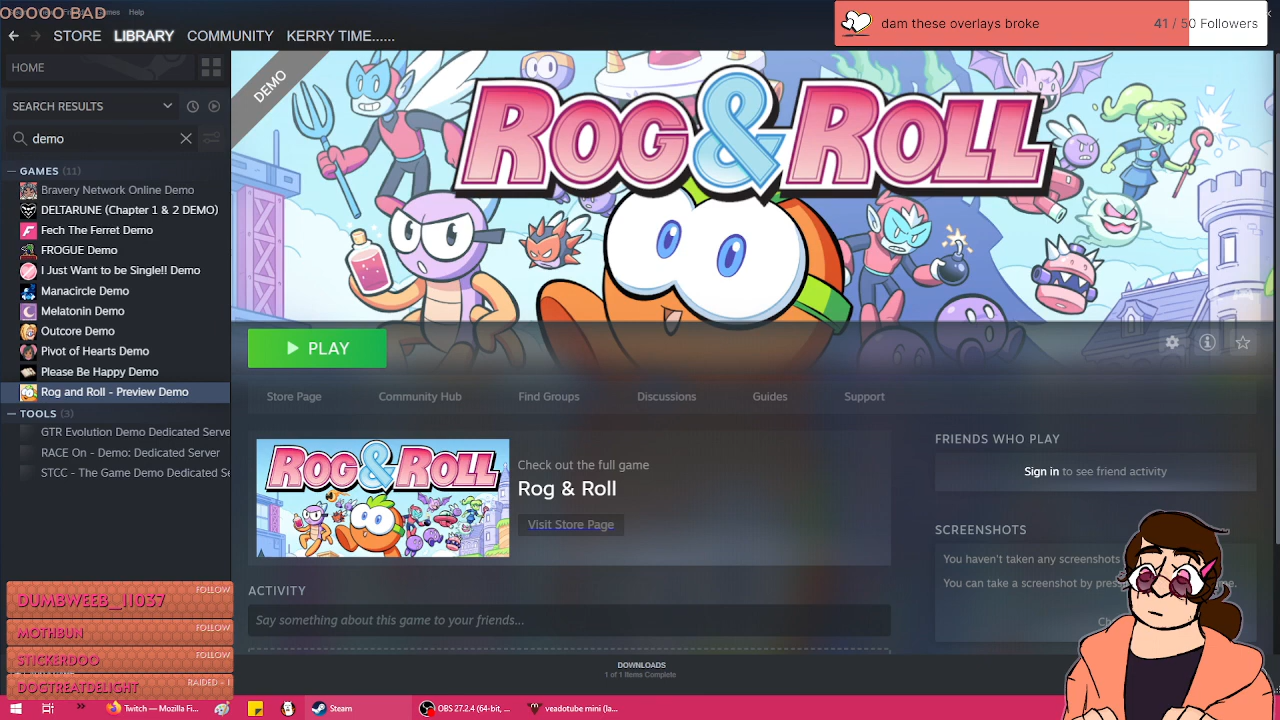 OOOOO BAD
Games Help
STORE LIBRARY COMMUNITY KERRY TIME......
dam these overlays broke
41 / 50 Followers
HOME
SEARCH RESULTS
demo
DEMO
ROG & ROLL
GAMES (11)
Bravery Network Online Demo
DELTARUNE (Chapter 1 & 2 DEMO)
Fech The Ferret Demo
FROGUE Demo
I Just Want to be Single!! Demo
Manacircle Demo
Melatonin Demo
Outcore Demo
Pivot of Hearts Demo
Please Be Happy Demo
Rog and Roll - Preview Demo
TOOLS (3)
GTR Evolution Demo Dedicated Serve
RACE On - Demo: Dedicated Server
STCC - The Game Demo Dedicated Se
PLAY
Store Page Community Hub Find Groups Discussions Guides Support
ROG & ROLL
Check out the full game
Rog & Roll
Visit Store Page
ACTIVITY
Say something about this game to your friends...
FRIENDS WHO PLAY
Sign in to see friend activity
SCREENSHOTS
You haven't taken any screenshots
You can take a screenshot by press
me.
DOWNLOADS
1 of 1 Items Complete
FOLLOW
DUMBWEEB_11037
FOLLOW
MOTHBUN
FOLLOW
STICKERDOO
RAIDED - 1
DOGTREATDELIGHT
Twitch — Mozilla Fi...
Steam
OBS 27.2.4 (64-bit, ...
veadotube mini (la...